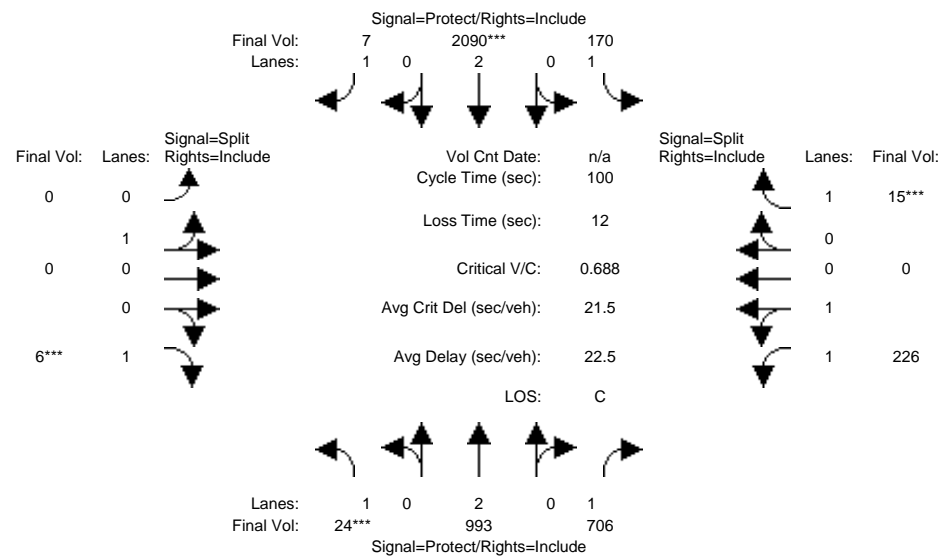 Signal=Protect/Rights=Include
Final Vol: 7 2090*** 170
Lanes: 1 0 2 0 1
Signal=Split
Final Vol: Lanes: Rights=Include
Vol Cnt Date: n/a
Signal=Split
Rights=Include Lanes: Final Vol:
Cycle Time (sec): 100
0 0
1 15***
Loss Time (sec): 12
1
0
0 0
Critical V/C: 0.688
0 0
0
Avg Crit Del (sec/veh): 21.5
1
6*** 1
Avg Delay (sec/veh): 22.5
1 226
LOS: C
Lanes: 1 0 2 0 1
Final Vol: 24*** 993 706
Signal=Protect/Rights=Include